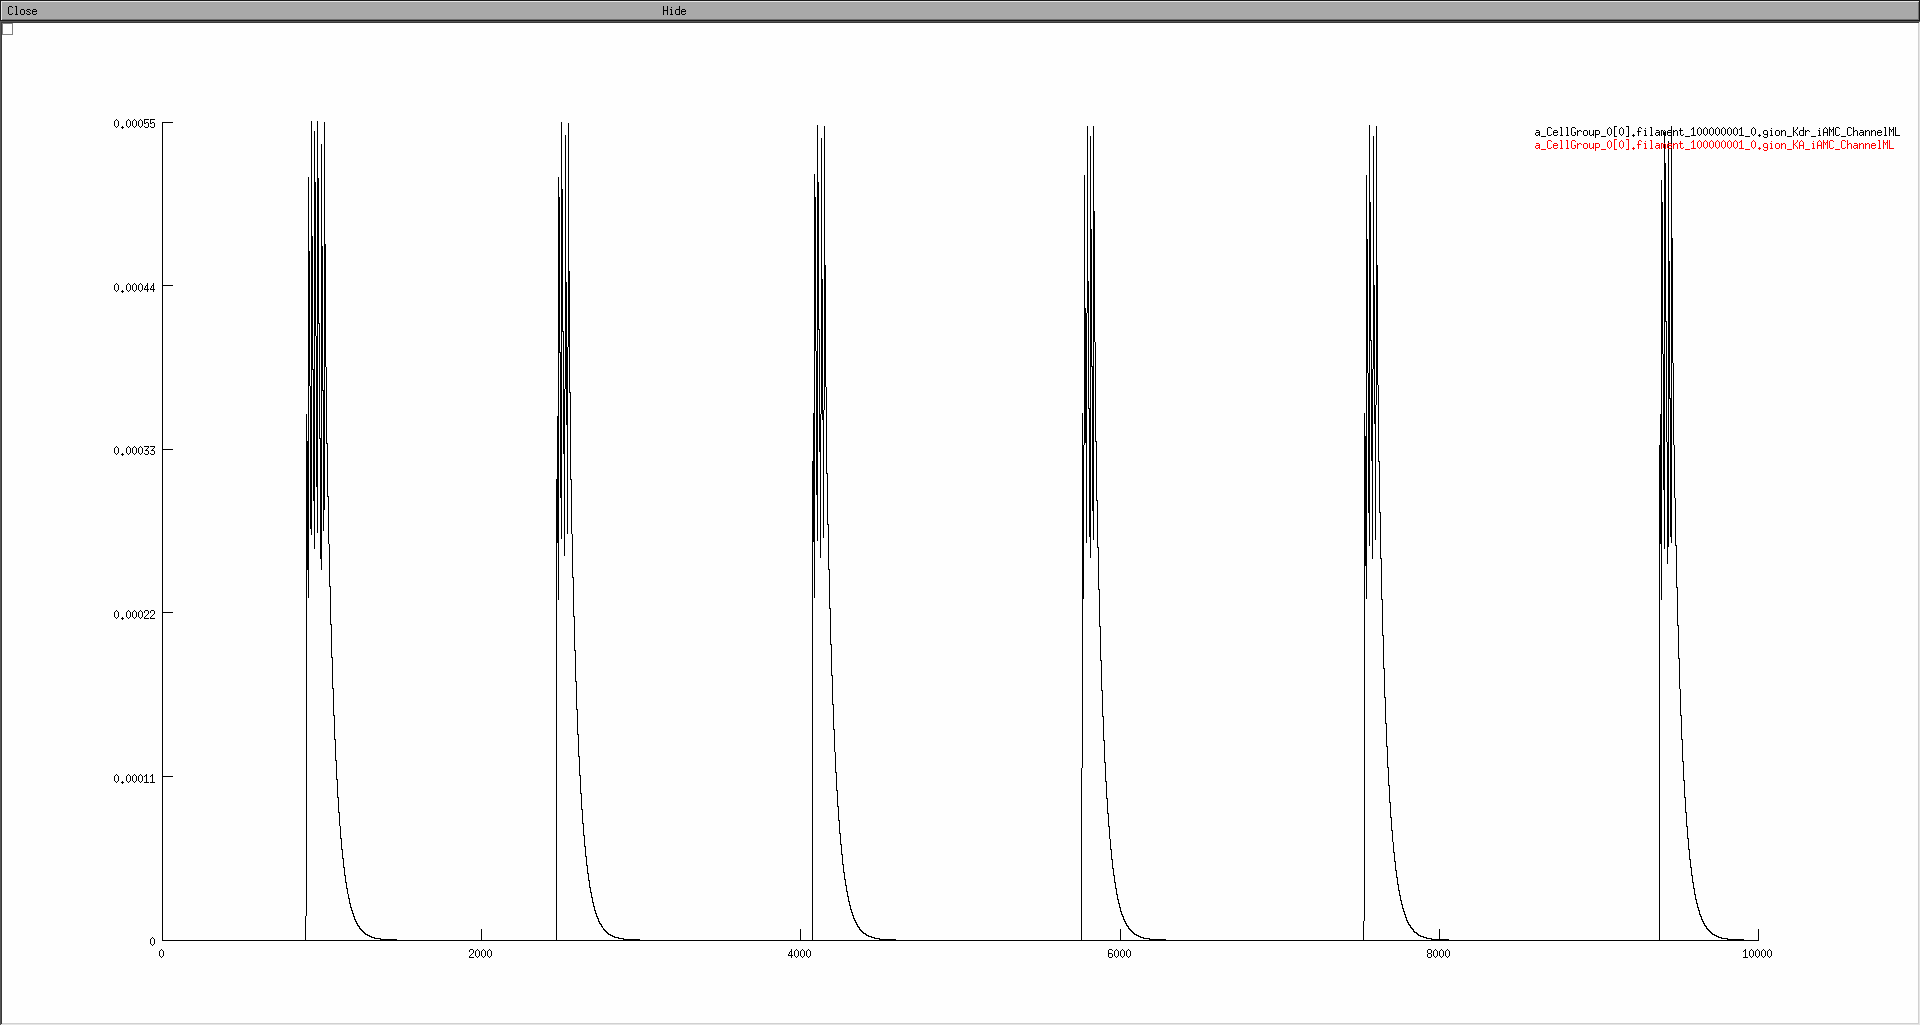 Close Hide
0.00055
a_CellGroup_0[0].filament_100000001_0.gion_Kdr_iAMC_ChannelML
a_CellGroup_0[0].filament_100000001_0.gion_KA_iAMC_ChannelML
0.00044
0.00033
0.00022
0.00011
0
0 2000 4000 6000 8000 10000